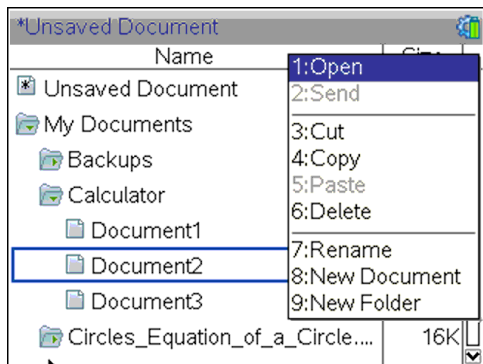 *Unsaved Document
Name
Unsaved Document
My Documents
Backups
Calculator
Document1
Document2
Document3
Circles_Equation_of_a_Circle....
16K
1:Open
2:Send
3:Cut
4:Copy
5:Paste
6:Delete
7:Rename
8:New Document
9:New Folder